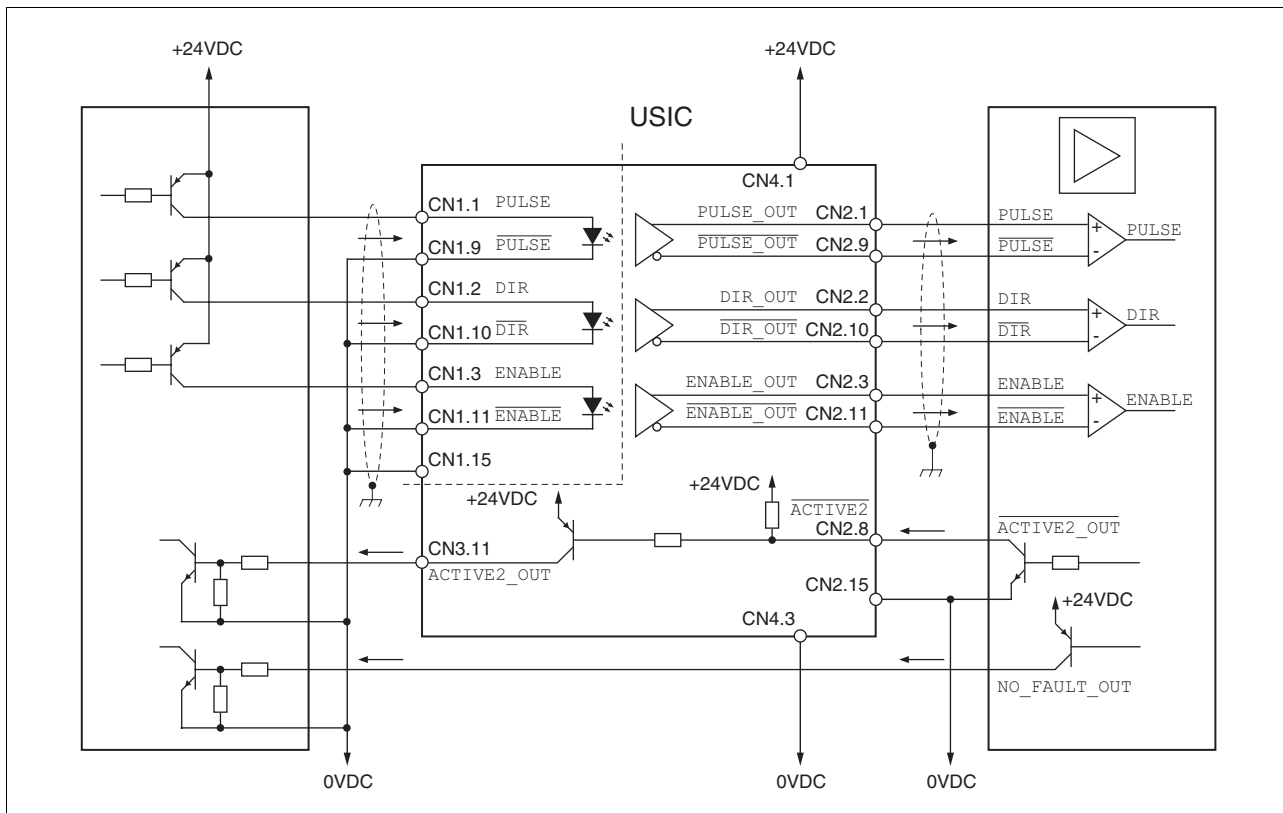 +24VDC
+24VDC
USIC
CN4.1
CN1.1 PULSE
PULSE_OUT CN2.1
PULSE
PULSE
CN1.9 PULSE
PULSE_OUT CN2.9
PULSE
CN1.2 DIR
DIR_OUT CN2.2
DIR
DIR
CN1.10 DIR
DIR_OUT CN2.10
DIR
CN1.3 ENABLE
ENABLE_OUT CN2.3
ENABLE
ENABLE
CN1.11 ENABLE
ENABLE_OUT CN2.11
ENABLE
CN1.15
+24VDC
+24VDC
ACTIVE2
CN2.8
ACTIVE2_OUT
CN3.11
ACTIVE2_OUT
CN2.15
+24VDC
CN4.3
NO_FAULT_OUT
0VDC
0VDC
0VDC
+
-
+
-
+
-